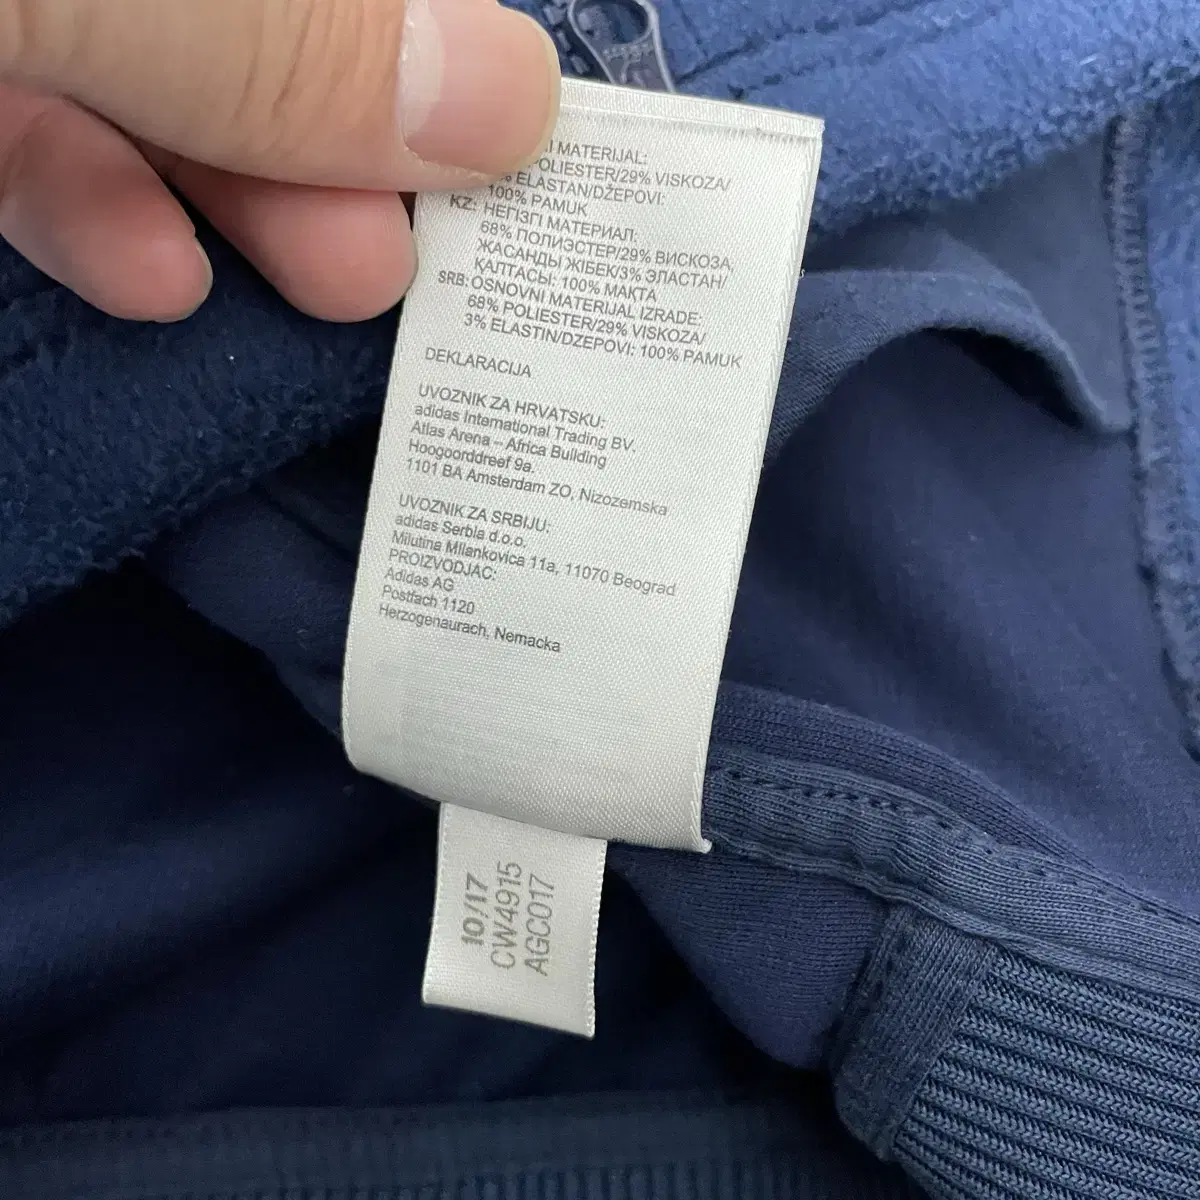 MATERIJAL:
POLIESTER/29% VISKOZA/
ELASTAN/DŽEPOVI:
100% PAMUK
KZ: НЕГІЗГІ МАТЕРИАЛ:
68% ПОЛИЭСТЕР/29% ВИСКОЗА,
ЖАСАНДЫ ЖІБЕК/3% ЭЛАСТАН/
ҚАЛТАСЫ: 100% МАҚТА
SRB: OSNOVNI MATERIJAL IZRADE:
68% POLIESTER/29% VISKOZA/
3% ELASTIN/DZEPOVI: 100% PAMUK
DEKLARACIJA
UVOZNIK ZA HRVATSKU:
adidas International Trading BV.
Atlas Arena – Africa Building
Hoogoorddreef 9a.
1101 BA Amsterdam ZO, Nizozemska
UVOZNIK ZA SRBIJU:
adidas Serbia d.o.o.
Milutina Milankovica 11a, 11070 Beograd
PROIZVODJAC:
Adidas AG
Postfach 1120
Herzogenaurach, Nemacka
10/17
CW4915
AGC017